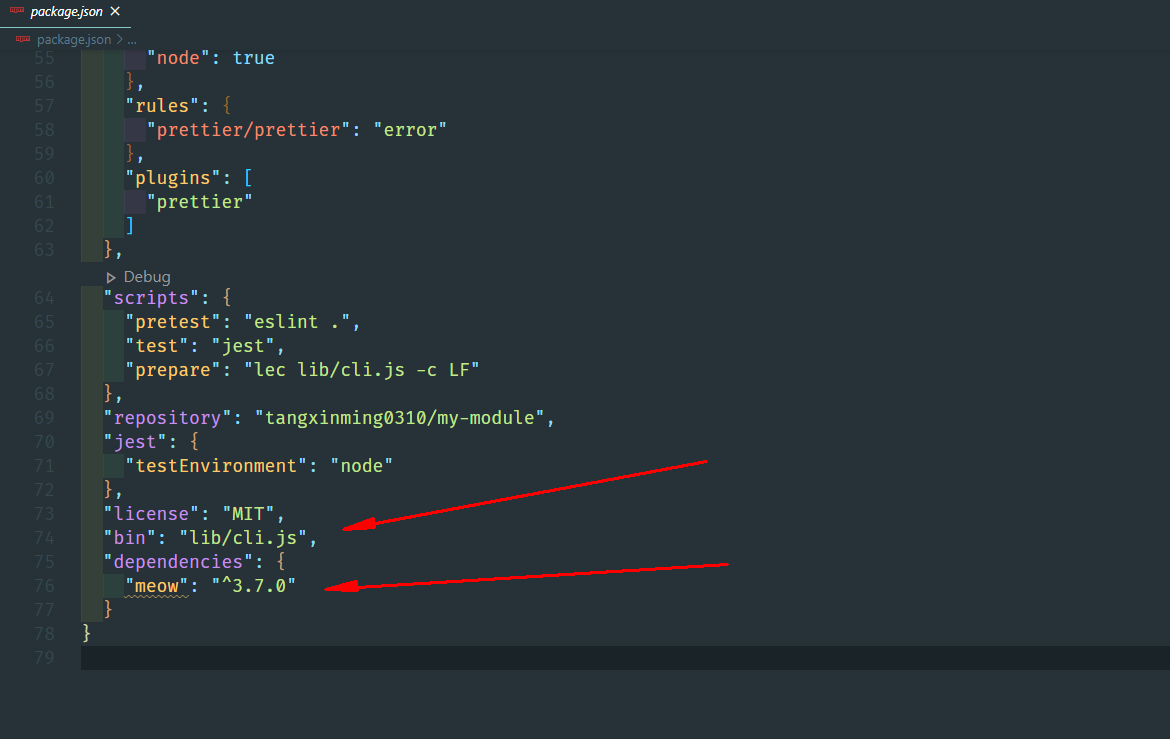 package.json
package.json > ...
55 "node": true
56 },
57 "rules": {
58 "prettier/prettier": "error"
59 },
60 "plugins": [
61 "prettier"
62 ]
63 },
Debug
64 "scripts": {
65 "pretest": "eslint .",
66 "test": "jest",
67 "prepare": "lec lib/cli.js -c LF"
68 },
69 "repository": "tangxinming0310/my-module",
70 "jest": {
71 "testEnvironment": "node"
72 },
73 "license": "MIT",
74 "bin": "lib/cli.js",
75 "dependencies": {
76 "meow": "^3.7.0"
77 }
78 }
79